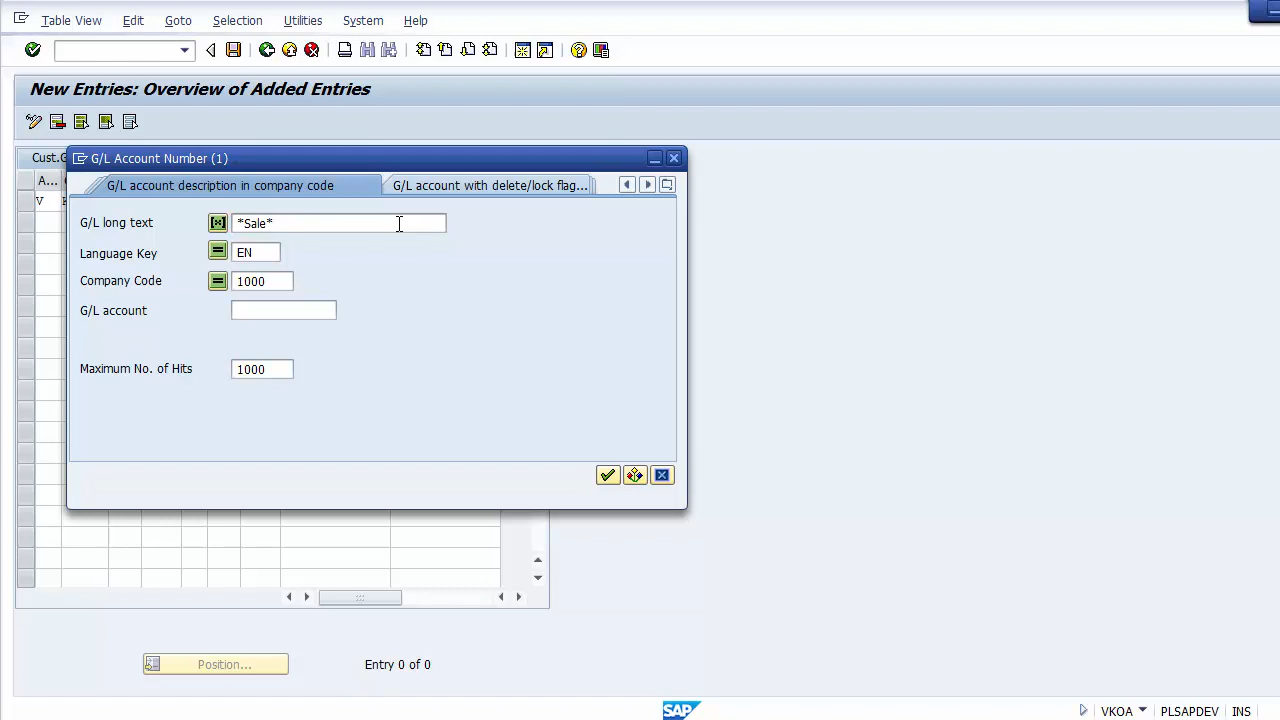 Table View Edit Goto Selection Utilities System Help
New Entries: Overview of Added Entries
Cust.G
G/L Account Number (1)
A...
G/L account description in company code G/L account with delete/lock flag...
V
G/L long text *Sale*
Language Key EN
Company Code 1000
G/L account
Maximum No. of Hits 1000
Position... Entry 0 of 0
SAP VKOA PLSAPDEV INS